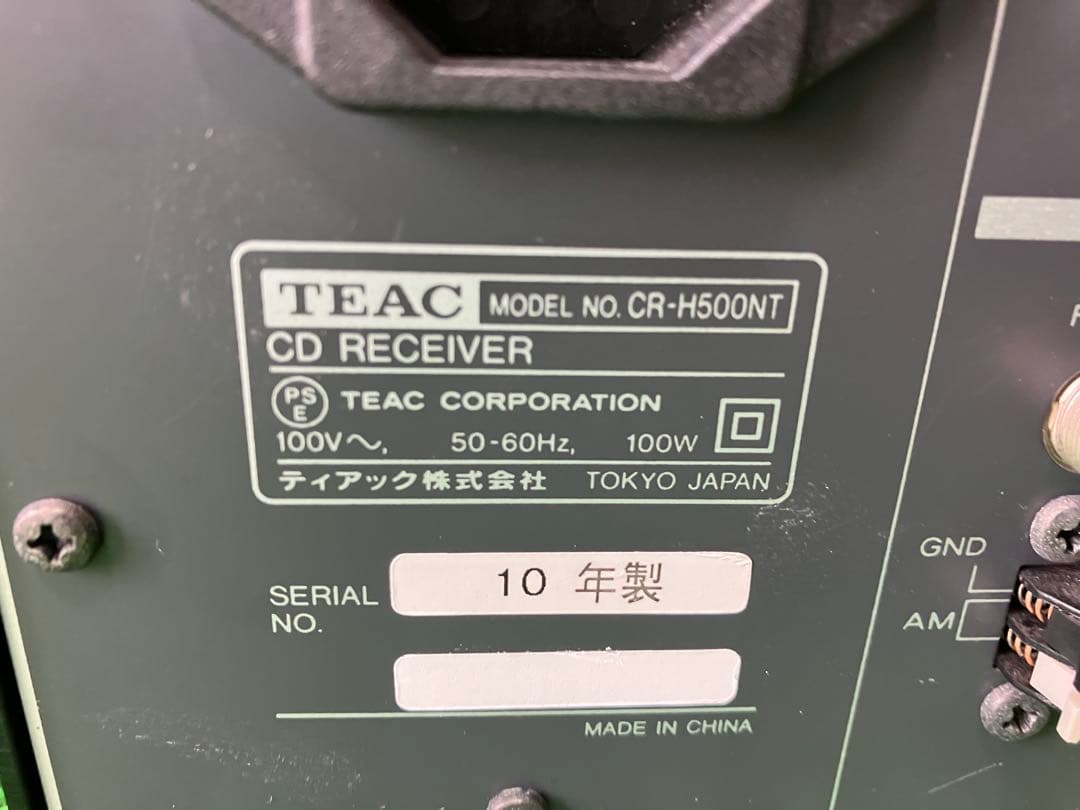 TEAC MODEL NO. CR-H500NT
CD RECEIVER
PS E TEAC CORPORATION
100V～, 50-60Hz, 100W
ティアック株式会社 TOKYO JAPAN
SERIAL NO.
10 年製
MADE IN CHINA
GND
AM